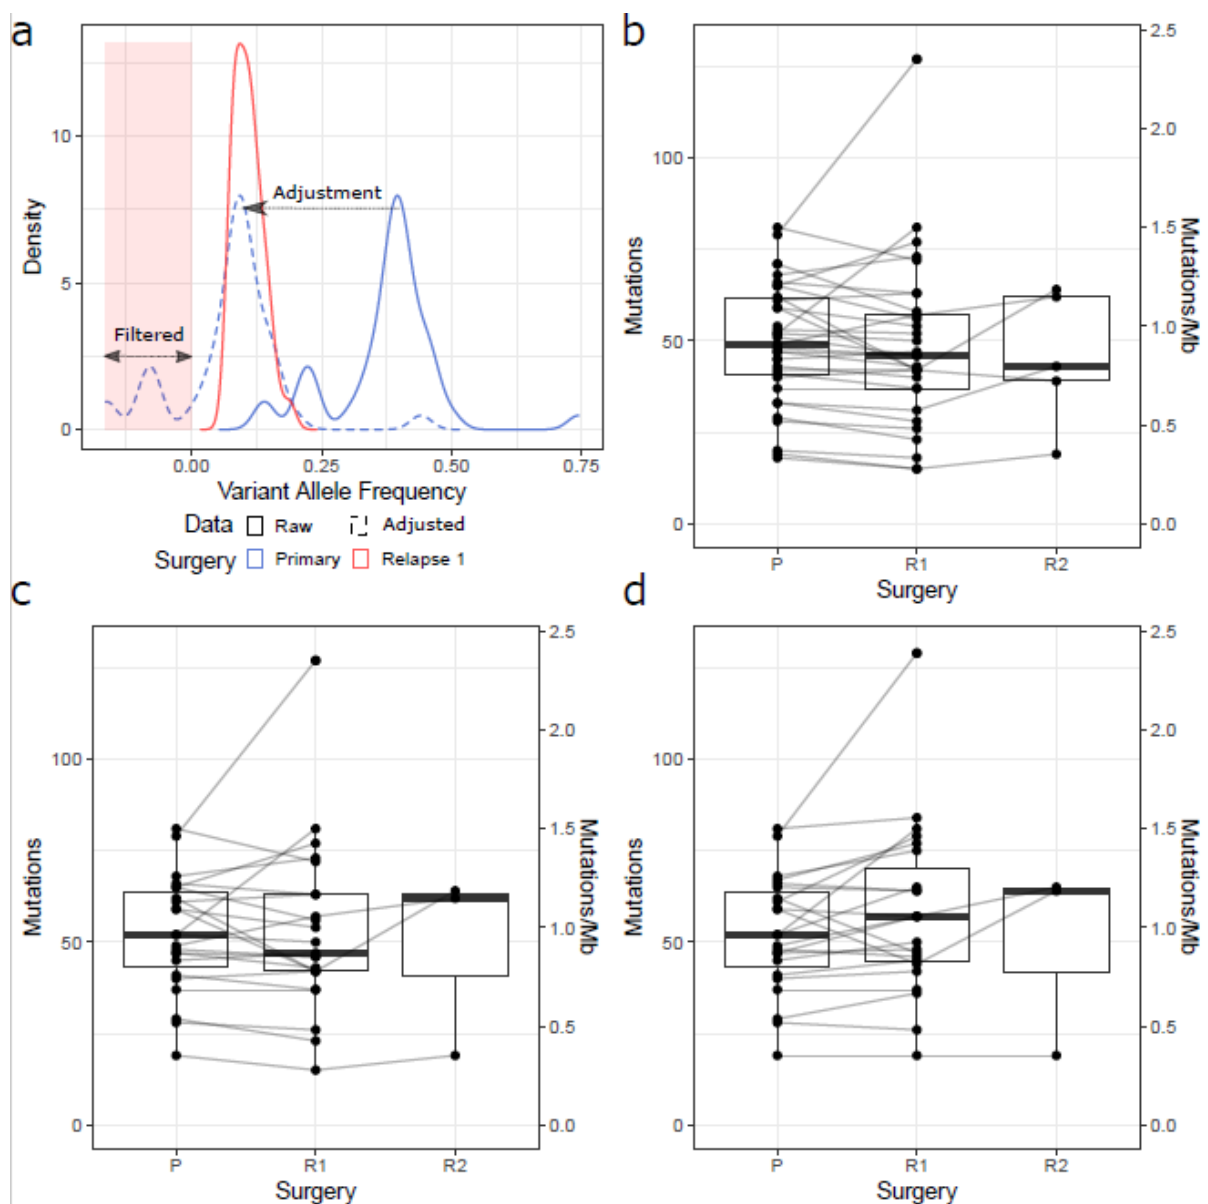 a
Density
10
5
0
Adjustment
Filtered
0.00 0.25 0.50 0.75
Variant Allele Frequency
Data Raw Adjusted
Surgery Primary Relapse 1
b
Mutations
100
50
0
2.5
2.0
1.5
1.0
0.5
0.0
Mutations/Mb
P R1 R2
Surgery
c
Mutations
100
50
0
2.5
2.0
1.5
1.0
0.5
0.0
Mutations/Mb
P R1 R2
Surgery
d
Mutations
100
50
0
2.5
2.0
1.5
1.0
0.5
0.0
Mutations/Mb
P R1 R2
Surgery